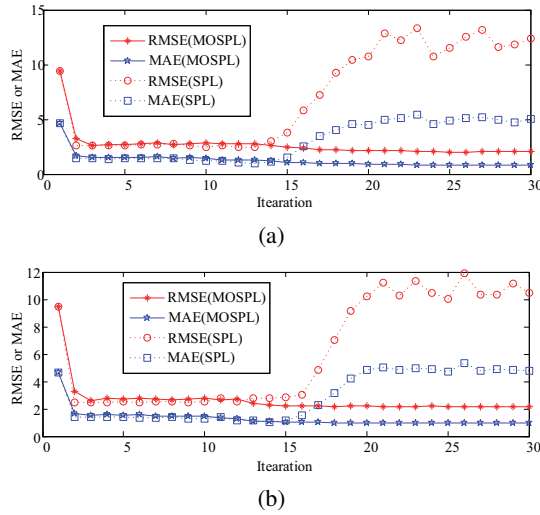 15
10
5
0
RMSE or MAE
RMSE(MOSPL)
MAE(MOSPL)
RMSE(SPL)
MAE(SPL)
0 5 10 15 20 25 30
Itearation
(a)
12
10
8
6
4
2
0
RMSE or MAE
RMSE(MOSPL)
MAE(MOSPL)
RMSE(SPL)
MAE(SPL)
0 5 10 15 20 25 30
Itearation
(b)